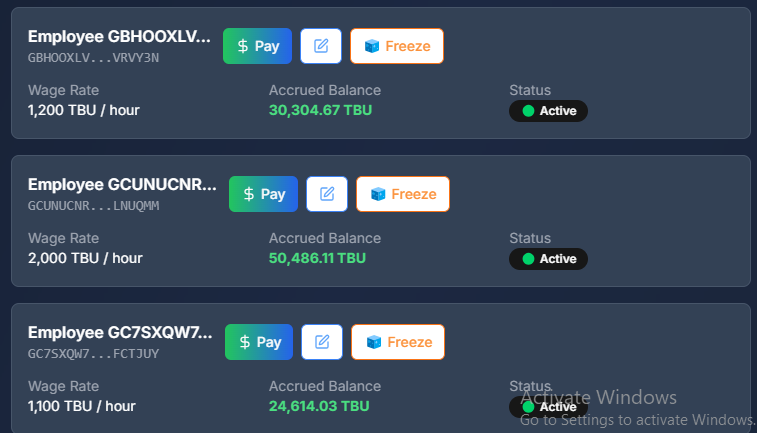 Employee GBHOOXLV... $ Pay Freeze
GBHOOXLV...VRVY3N
Wage Rate Accrued Balance Status
1,200 TBU / hour 30,304.67 TBU Active
Employee GCUNUCNR... $ Pay Freeze
GCUNUCNR...LNUQMM
Wage Rate Accrued Balance Status
2,000 TBU / hour 50,486.11 TBU Active
Employee GC7SXQW7... $ Pay Freeze
GC7SXQW7...FCTJUY
Wage Rate Accrued Balance Status
1,100 TBU / hour 24,614.03 TBU Active
Activate Windows
Go to Settings to activate Windows.